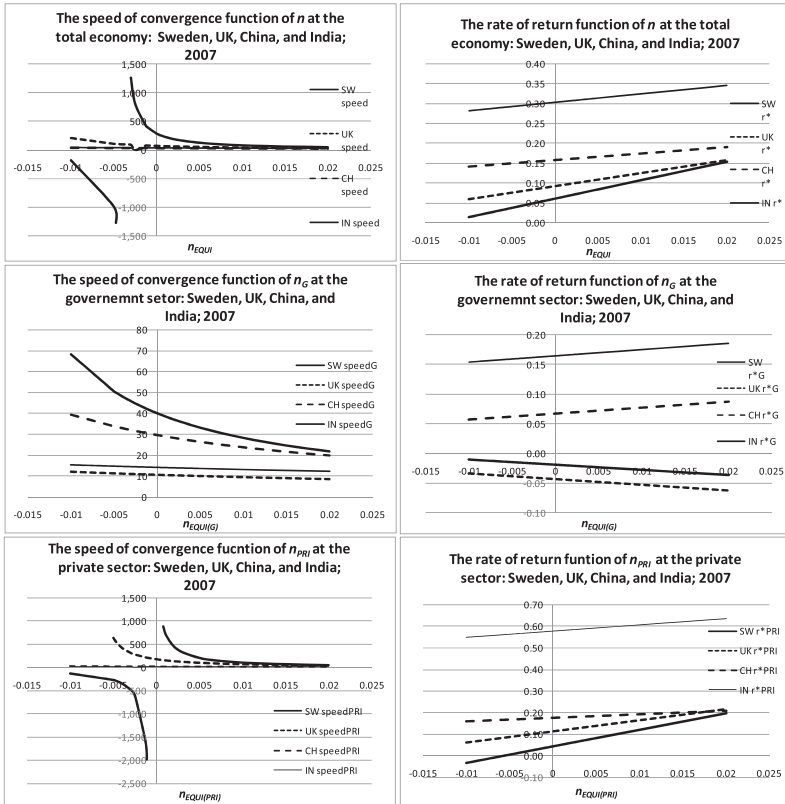 The speed of convergence function of n at the
total economy: Sweden, UK, China, and India;
2007
1,500
1,000
500
0
-500
-1,000
-1,500
-0.015 -0.01 -0.005 0 0.005 0.01 0.015 0.02 0.025
SW
speed
UK
speed
CH
speed
IN speed
nEQUI
The rate of return function of n at the total
economy: Sweden, UK, China, and India; 2007
0.40
0.35
0.30
0.25
0.20
0.15
0.10
0.05
0.00
-0.015 -0.01 -0.005 0 0.005 0.01 0.015 0.02 0.025
SW
r*
UK
r*
CH
r*
IN r*
nEQUI
The speed of convergence function of nG at the
governemnt setor: Sweden, UK, China, and
India; 2007
80
70
60
50
40
30
20
10
0
-0.015 -0.01 -0.005 0 0.005 0.01 0.015 0.02 0.025
SW speedG
UK speedG
CH speedG
IN speedG
nEQUI(G)
The rate of return function of nG at the
governemnt sector: Sweden, UK, China, and
India; 2007
0.20
0.15
0.10
0.05
0.00
-0.05
-0.10
-0.015 -0.01 -0.005 0 0.005 0.01 0.015 0.02 0.025
SW
r*G
UK r*G
CH r*G
IN r*G
nEQUI(G)
The speed of convergence fucntion of nPRI at the
private sector: Sweden, UK, China, and India;
2007
1,500
1,000
500
0
-500
-1,000
-1,500
-2,000
-2,500
-0.015 -0.01 -0.005 0 0.005 0.01 0.015 0.02 0.025
SW speedPRI
UK speedPRI
CH speedPRI
IN speedPRI
nEQUI(PRI)
The rate of return funtion of nPRI at the private
sector: Sweden, UK, China, and India; 2007
0.70
0.60
0.50
0.40
0.30
0.20
0.10
0.00
-0.10
-0.015 -0.01 -0.005 0 0.005 0.01 0.015 0.02 0.025
SW r*PRI
UK r*PRI
CH r*PRI
IN r*PRI
nEQUI(PRI)